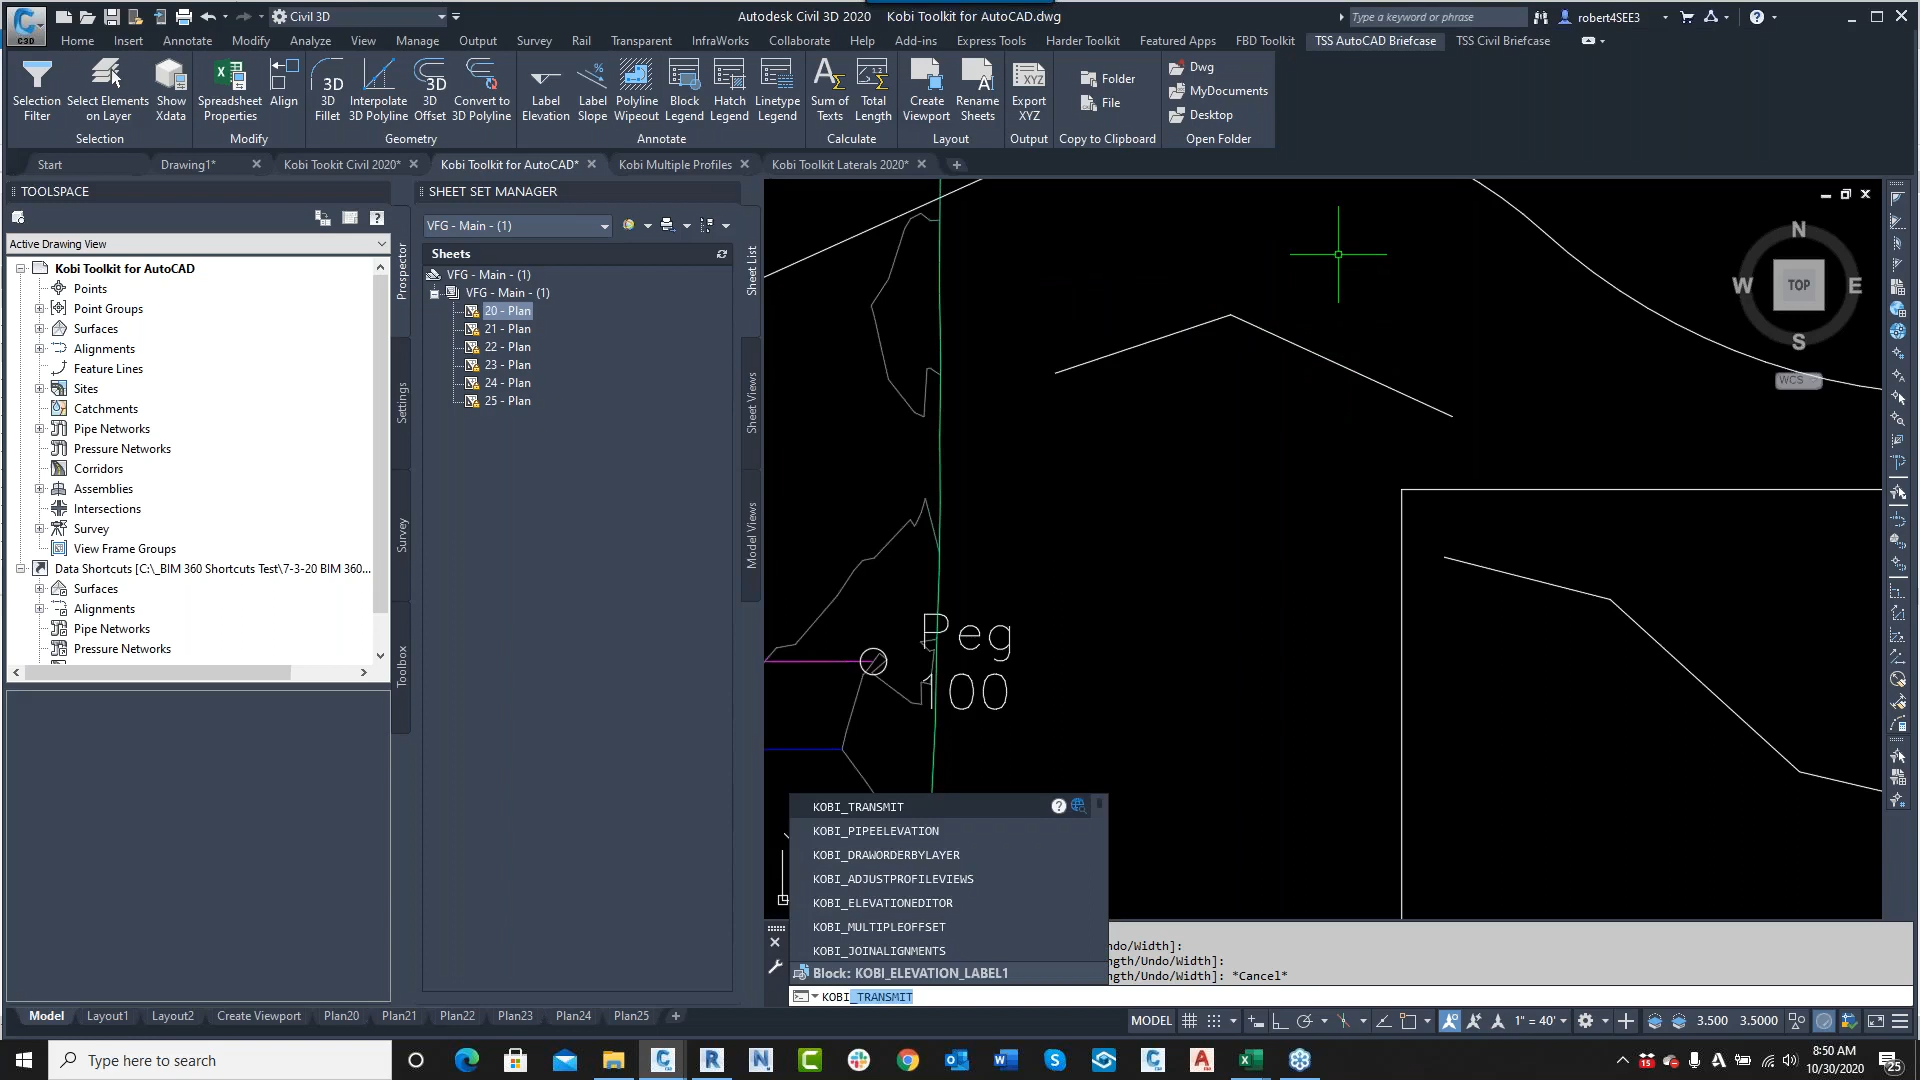 Civil 3D
Autodesk Civil 3D 2020 Kobi Toolkit for AutoCAD.dwg
Type a keyword or phrase
robert4SEE3
C3D
Home Insert Annotate Modify Analyze View Manage Output Survey Rail Transparent InfraWorks Collaborate Help Add-ins Express Tools Harder Toolkit Featured Apps FBD Toolkit TSS AutoCAD Briefcase TSS Civil Briefcase
Selection Filter
Select Elements on Layer
Show Xdata
Spreadsheet Properties
Align
3D Fillet
Interpolate 3D Polyline
3D Offset
Convert to 3D Polyline
Label Elevation
Label Slope
Polyline Wipeout
Block Legend
Hatch Legend
Linetype Legend
Sum of Texts
Total Length
Create Viewport
Rename Sheets
Export XYZ
Folder
File
Dwg
MyDocuments
Desktop
Selection Modify Geometry Annotate Calculate Layout Output Copy to Clipboard Open Folder
Start Drawing1* Kobi Tookit Civil 2020* Kobi Toolkit for AutoCAD* Kobi Multiple Profiles Kobi Toolkit Laterals 2020*
TOOLSPACE
Active Drawing View
Kobi Toolkit for AutoCAD
Points
Point Groups
Surfaces
Alignments
Feature Lines
Sites
Catchments
Pipe Networks
Pressure Networks
Corridors
Assemblies
Intersections
Survey
View Frame Groups
Data Shortcuts [C:\_BIM 360 Shortcuts Test\7-3-20 BIM 360...
Surfaces
Alignments
Pipe Networks
Pressure Networks
Prospector
Settings
Survey
Toolbox
SHEET SET MANAGER
VFG - Main - (1)
Sheets
VFG - Main - (1)
VFG - Main - (1)
20 - Plan
21 - Plan
22 - Plan
23 - Plan
24 - Plan
25 - Plan
Sheet List
Sheet Views
Model Views
N
W TOP E
S
WCS
Peg
100
KOBI_TRANSMIT
KOBI_PIPEELEVATION
KOBI_DRAWORDERBYLAYER
KOBI_ADJUSTPROFILEVIEWS
KOBI_ELEVATIONEDITOR
KOBI_MULTIPLEOFFSET
KOBI_JOINALIGNMENTS
Block: KOBI_ELEVATION_LABEL1
ndo/Width]:
ngth/Undo/Width]:
ngth/Undo/Width]: *Cancel*
KOBI_TRANSMIT
Model Layout1 Layout2 Create Viewport Plan20 Plan21 Plan22 Plan23 Plan24 Plan25
MODEL 1" = 40' 3.500 3.5000
Type here to search
8:50 AM
10/30/2020
15
25